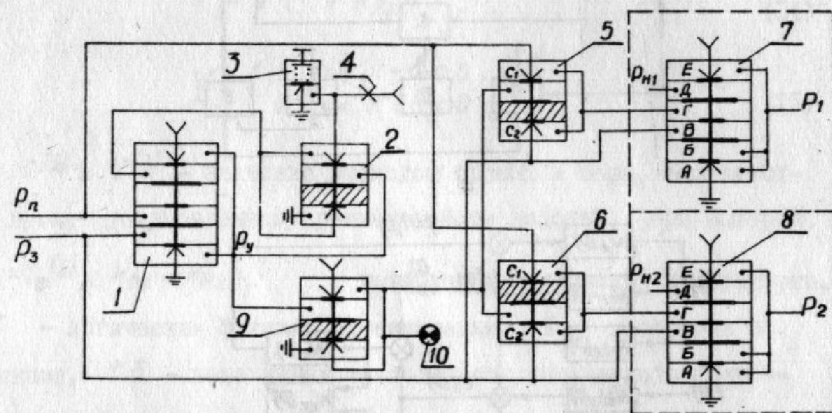 3 4 5 7
C₁ E
Pн1 Д
Г P₁
В
C₂ Б
2 А
Pп
Pз Pу
1
6 8
C₁ E
Pн2 Д
Г P₂
В
9 C₂ Б
10 А